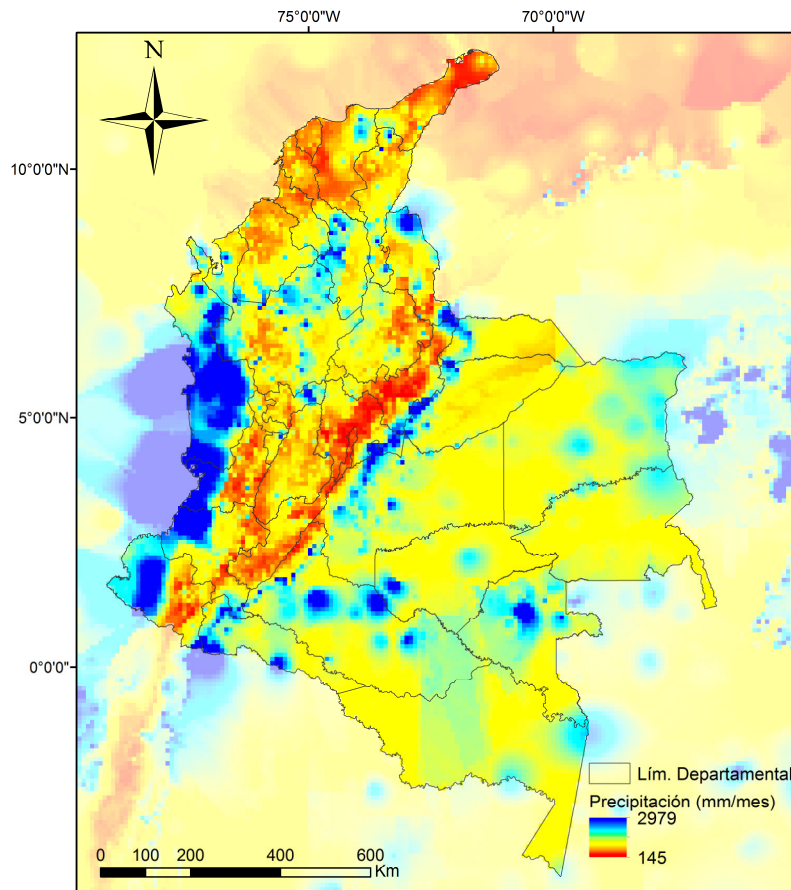 75°0'0"W
70°0'0"W
N
10°0'0"N
5°0'0"N
0°0'0"
Lím. Departamental
Precipitación (mm/mes)
2979
145
0 100 200 400 600
Km